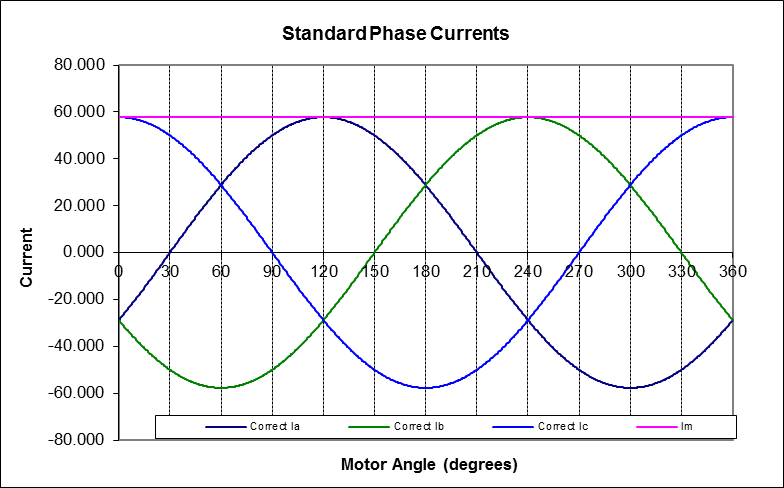 Standard Phase Currents
80.000
60.000
40.000
20.000
0.000
-20.000
-40.000
-60.000
-80.000
Current
0 30 60 90 120 150 180 210 240 270 300 330 360
Correct Ia Correct Ib Correct Ic Im
Motor Angle (degrees)